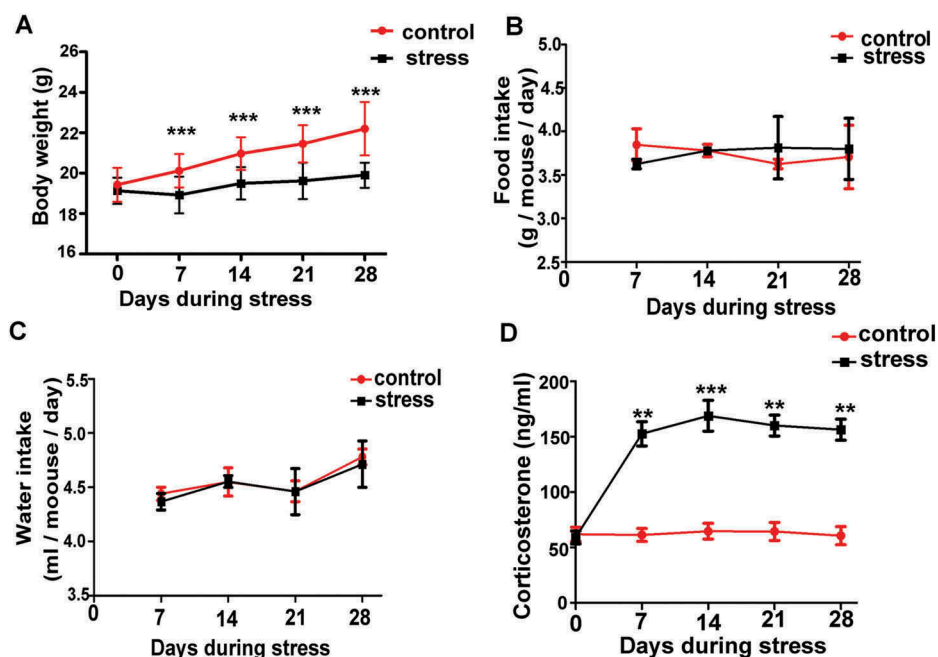 A
control
stress
Body weight (g)
26
24
22
20
18
16
***
***
***
***
0 7 14 21 28
Days during stress
B
control
stress
Food intake
(g / mouse / day)
5.0
4.5
4.0
3.5
3.0
2.5
0 7 14 21 28
Days during stress
C
control
stress
Water intake
(ml / moouse / day)
5.5
5.0
4.5
4.0
3.5
0 7 14 21 28
Days during stress
D
control
stress
Corticosterone (ng/ml)
200
150
100
50
0
**
***
**
**
0 7 14 21 28
Days during stress